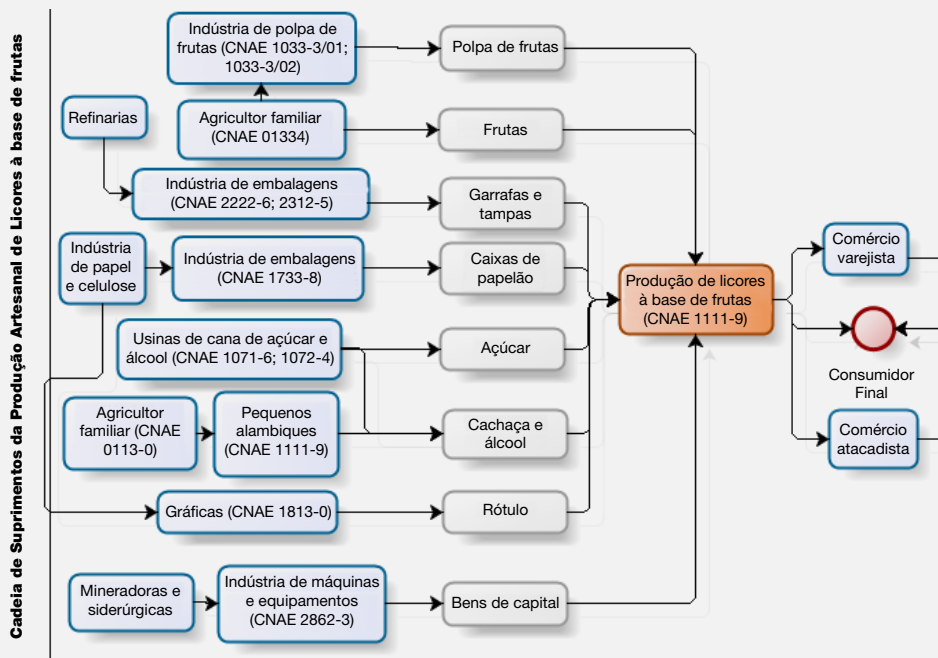 Cadeia de Suprimentos da Produção Artesanal de Licores à base de frutas
Indústria de polpa de
frutas (CNAE 1033-3/01;
1033-3/02)
Polpa de frutas
Refinarias
Agricultor familiar
(CNAE 01334)
Frutas
Indústria de embalagens
(CNAE 2222-6; 2312-5)
Garrafas e
tampas
Indústria
de papel
e celulose
Indústria de embalagens
(CNAE 1733-8)
Caixas de
papelão
Usinas de cana de açúcar e
álcool (CNAE 1071-6; 1072-4)
Açúcar
Agricultor
familiar (CNAE
0113-0)
Pequenos
alambiques
(CNAE 1111-9)
Cachaça e
álcool
Gráficas (CNAE 1813-0)
Rótulo
Mineradoras e
siderúrgicas
Indústria de máquinas
e equipamentos
(CNAE 2862-3)
Bens de capital
Produção de licores
à base de frutas
(CNAE 1111-9)
Comércio
varejista
Consumidor
Final
Comércio
atacadista